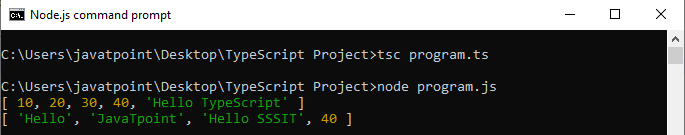 Node.js command prompt
C:\Users\javatpoint\Desktop\TypeScript Project>tsc program.ts
C:\Users\javatpoint\Desktop\TypeScript Project>node program.js
[ 10, 20, 30, 40, 'Hello TypeScript' ]
[ 'Hello', 'JavaTpoint', 'Hello SSSIT', 40 ]